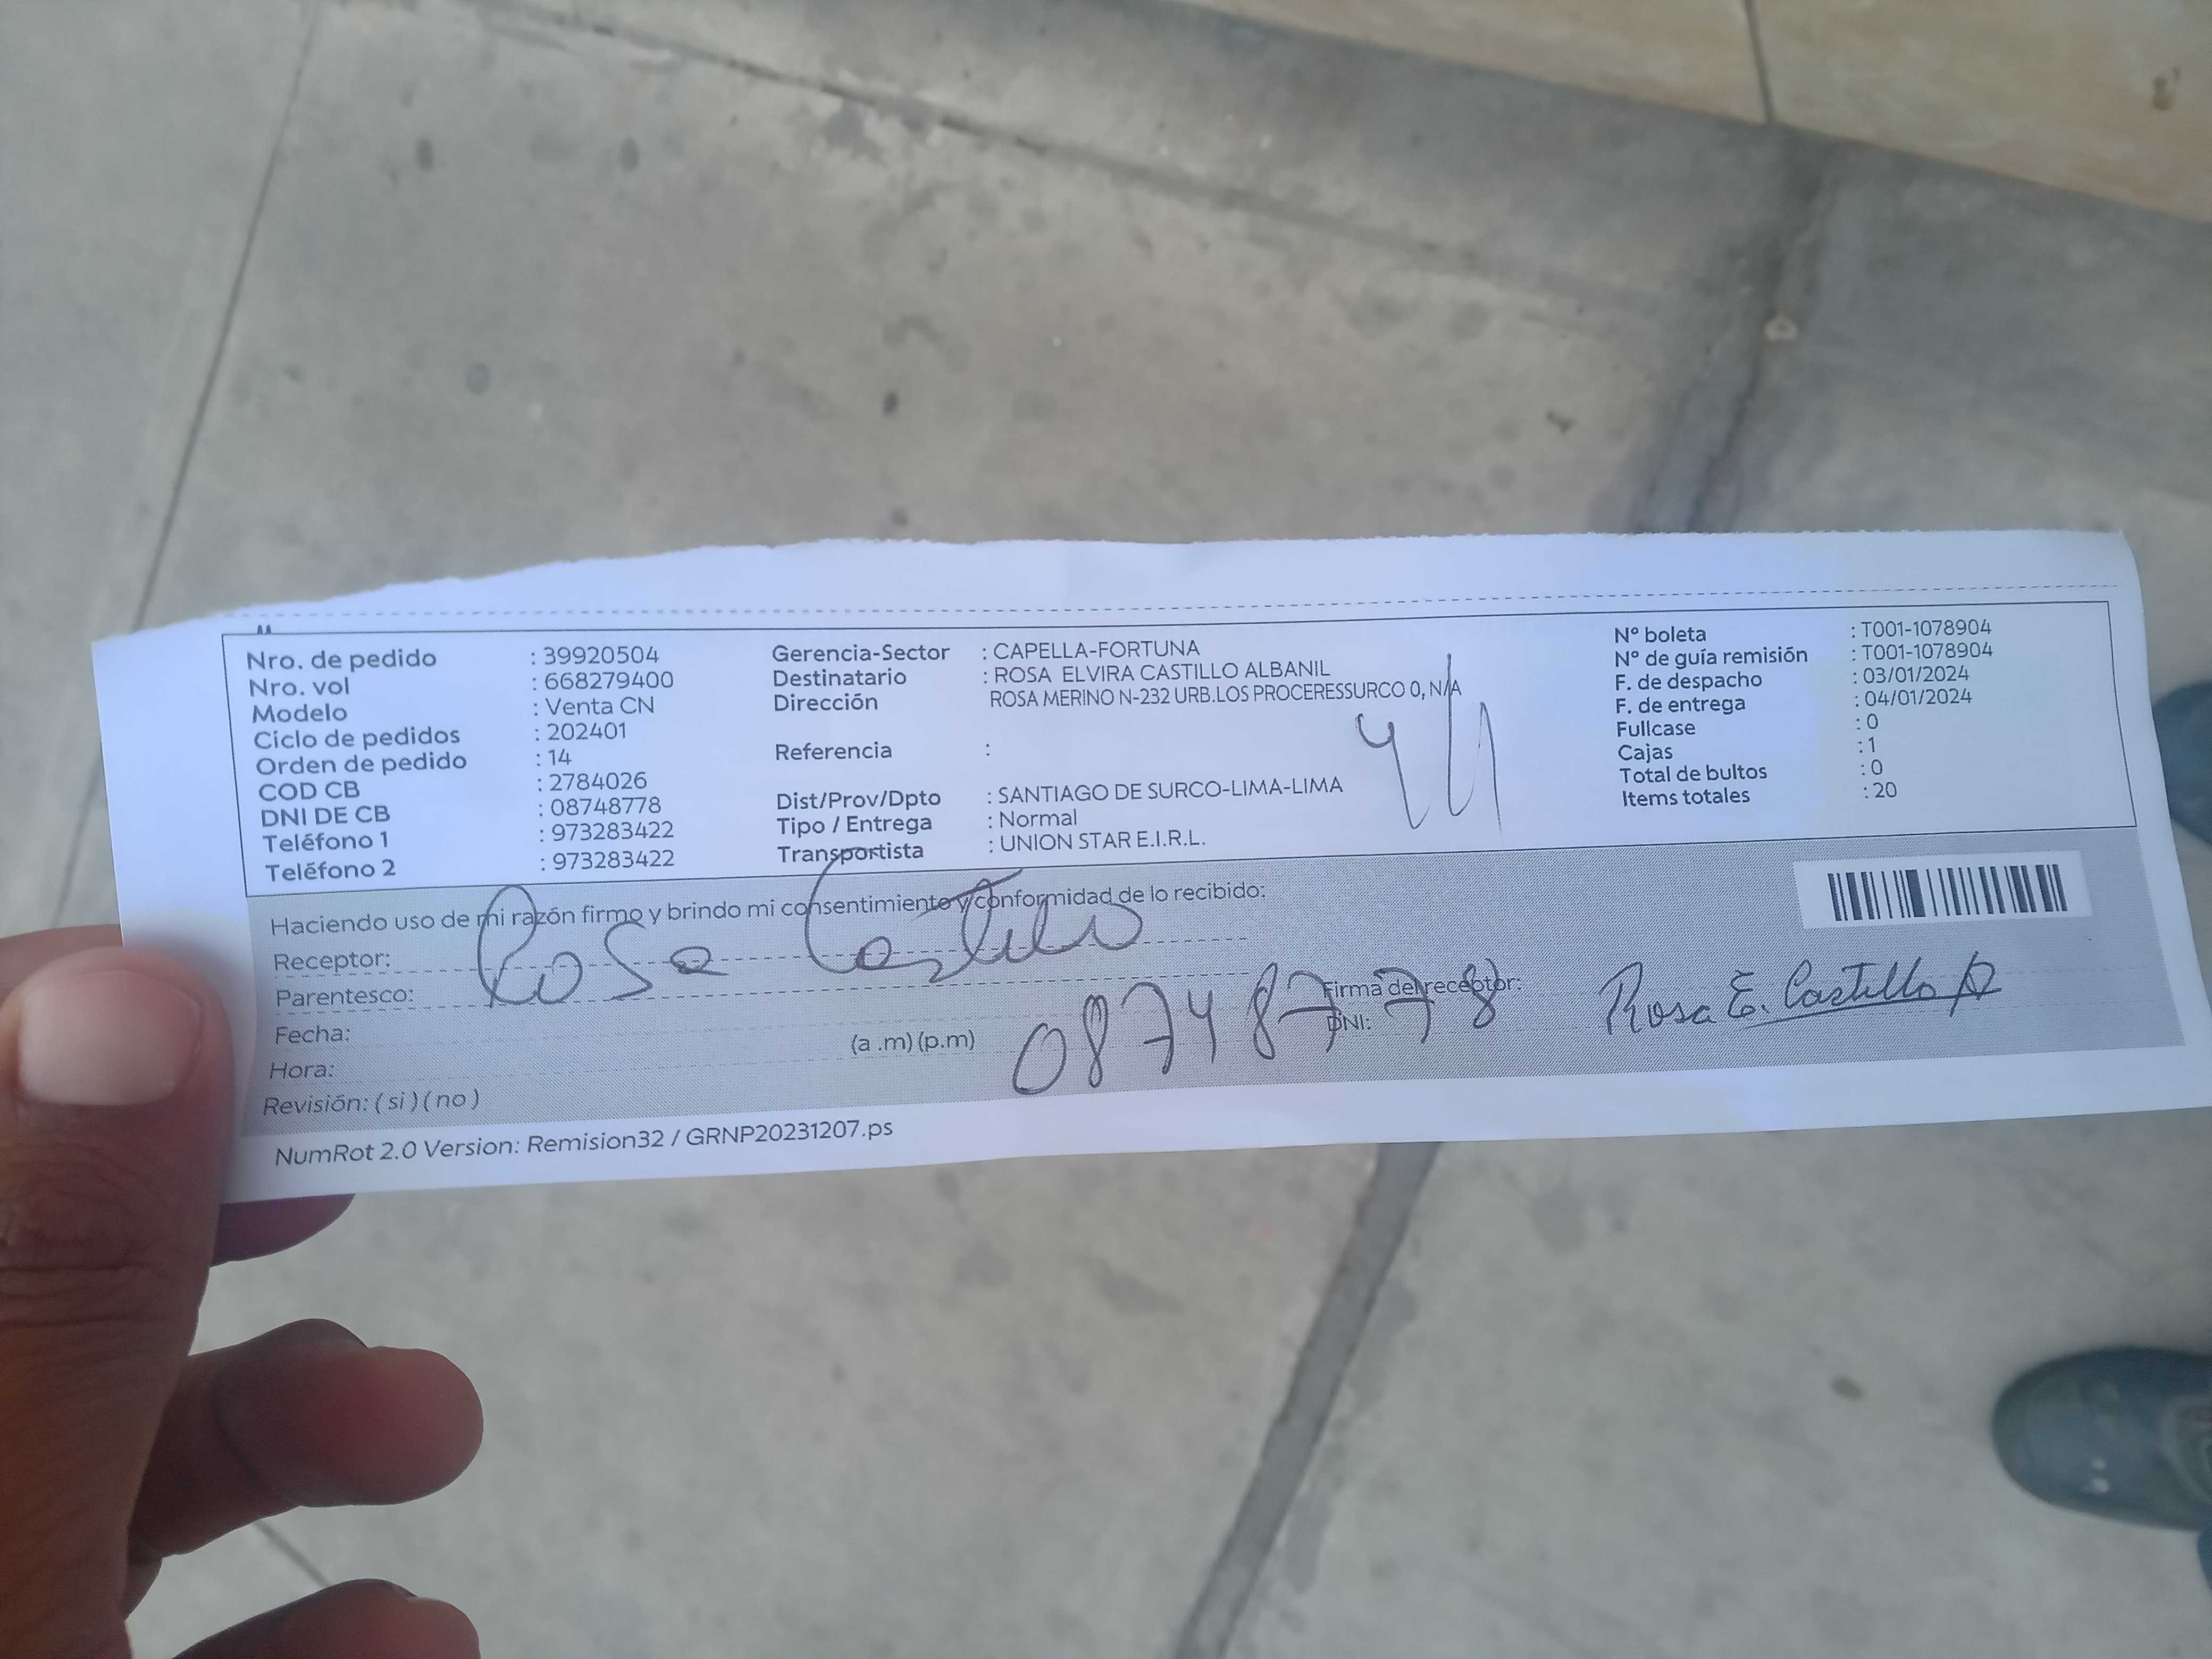 Nro. de pedido : 39920504
Nro. vol : 668279400
Modelo : Venta CN
Ciclo de pedidos : 202401
Orden de pedido : 14
COD CB : 2784026
DNI DE CB : 08748778
Teléfono 1 : 973283422
Teléfono 2 : 973283422
Gerencia-Sector : CAPELLA-FORTUNA
Destinatario : ROSA ELVIRA CASTILLO ALBANIL
Dirección ROSA MERINO N-232 URB.LOS PROCERESSURCO 0, N/A
Referencia :
Dist/Prov/Dpto : SANTIAGO DE SURCO-LIMA-LIMA
Tipo / Entrega : Normal
Transportista : UNION STAR E.I.R.L.
N° boleta : T001-1078904
N° de guía remisión : T001-1078904
F. de despacho : 03/01/2024
F. de entrega : 04/01/2024
Fullcase : 0
Cajas : 1
Total de bultos : 0
Items totales : 20
Haciendo uso de mi razón firmo y brindo mi consentimiento y conformidad de lo recibido:
Receptor: Rosa Castillo
Parentesco:
Fecha:
Hora: (a .m) (p.m)
Revisión: ( si ) ( no )
Firma del receptor: Rosa E. Castillo A
DNI: 08748778
NumRot 2.0 Version: Remision32 / GRNP20231207.ps